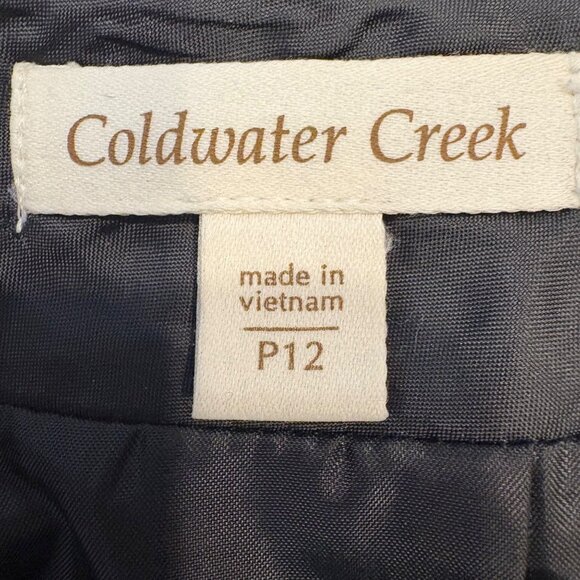 Coldwater Creek
made in
vietnam
P12